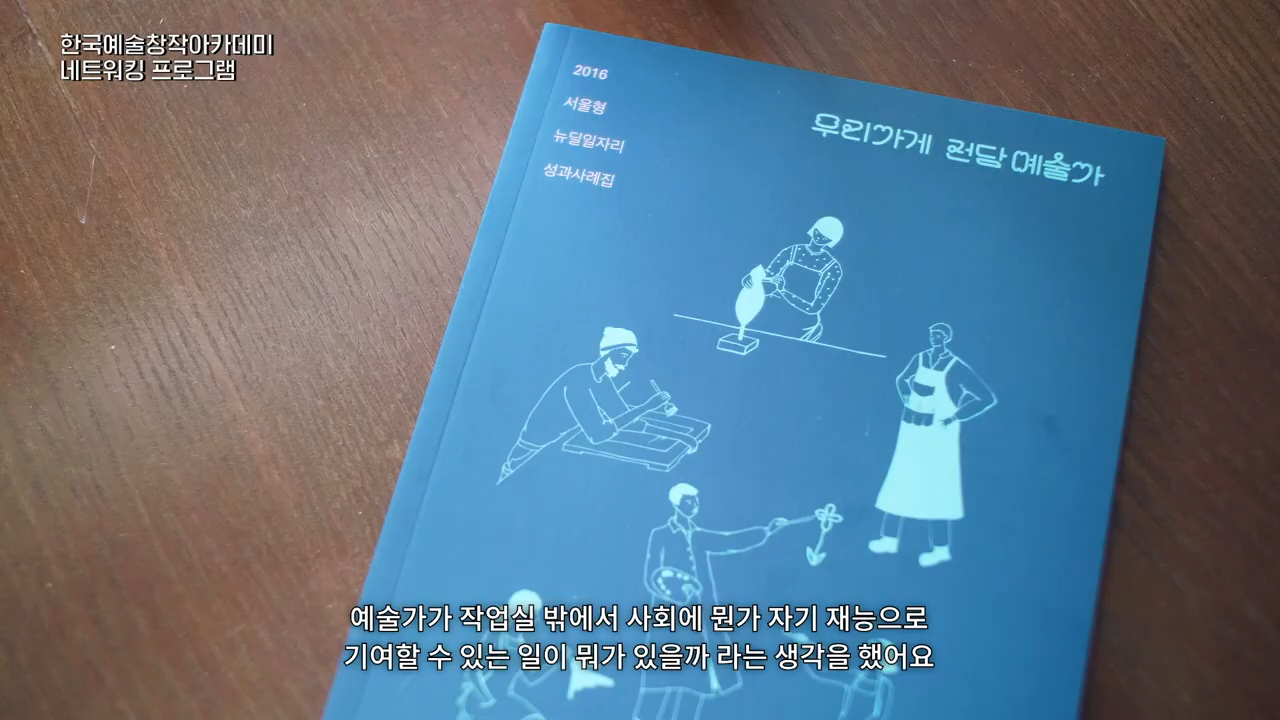 한국예술창작아카데미
네트워킹 프로그램
2016
서울형
뉴딜일자리
성과사례집
우리가게 전담 예술가
예술가가 작업실 밖에서 사회에 뭔가 자기 재능으로
기여할 수 있는 일이 뭐가 있을까 라는 생각을 했어요